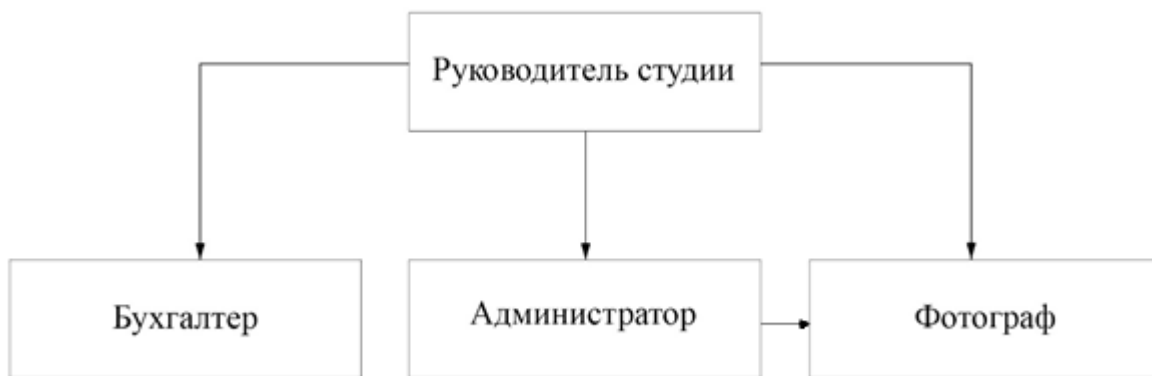 Руководитель студии
Бухгалтер
Администратор
Фотограф